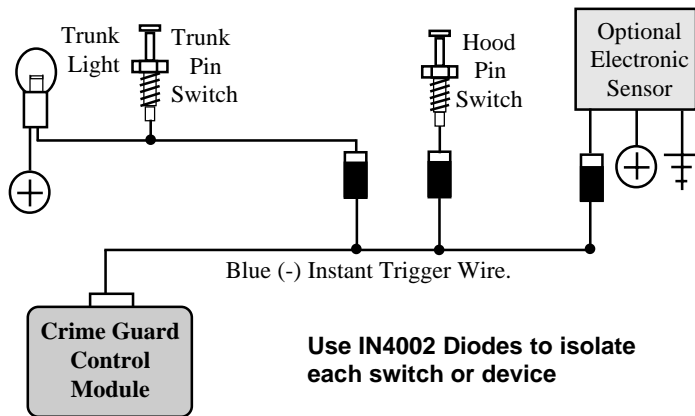 Trunk
Light
Trunk
Pin
Switch
Hood
Pin
Switch
Optional
Electronic
Sensor
Blue (-) Instant Trigger Wire.
Crime Guard
Control
Module
Use IN4002 Diodes to isolate
each switch or device